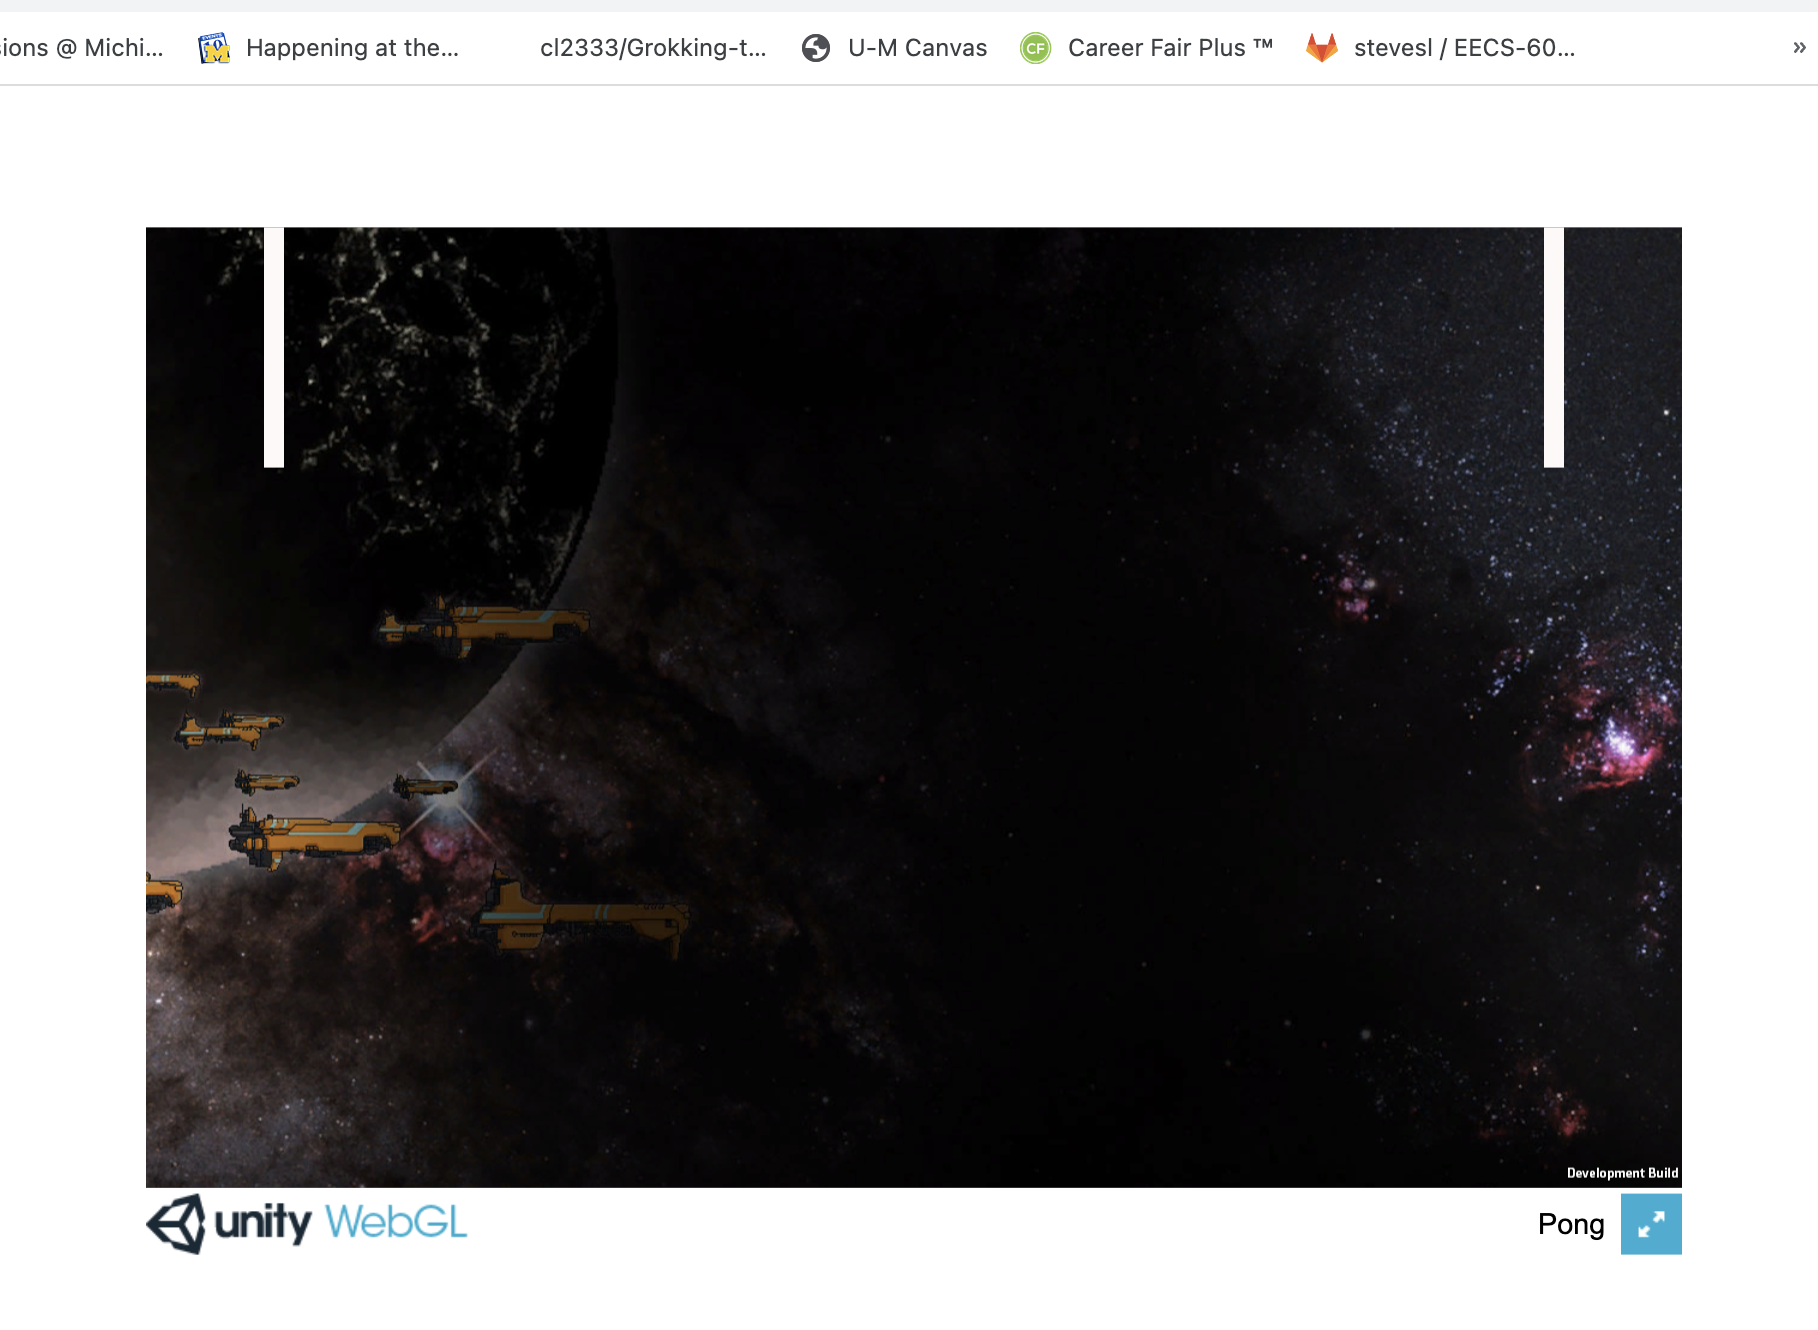 sions @ Michi...
Happening at the...
cl2333/Grokking-t...
U-M Canvas
CF
Career Fair Plus ™
stevesl / EECS-60...
»
Development Build
unity WebGL
Pong